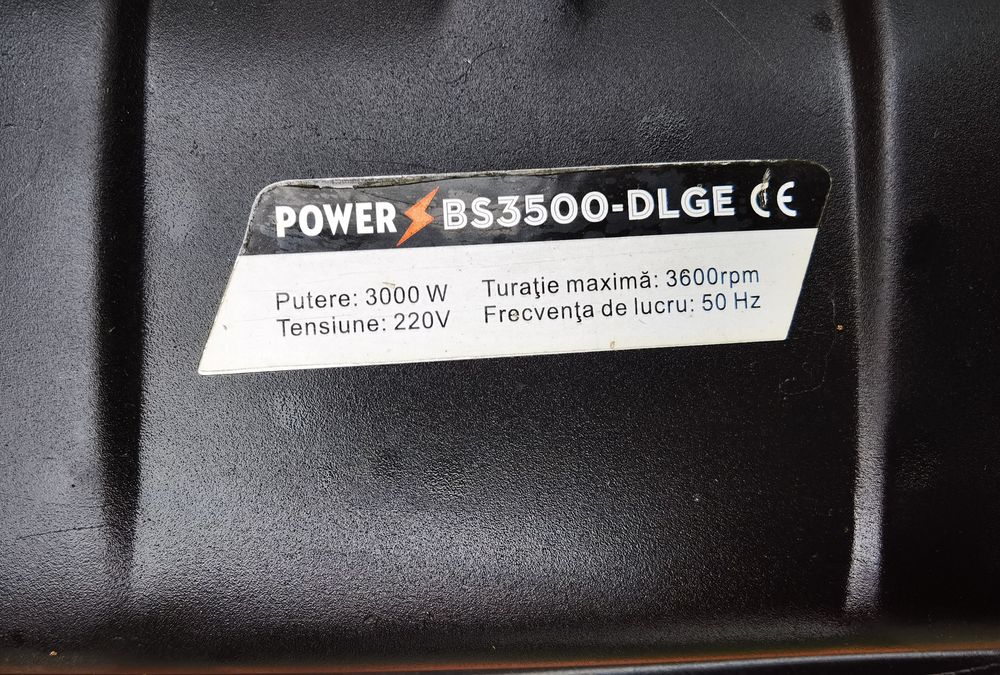 POWER BS3500-DLGE CE
Putere: 3000 W
Tensiune: 220V
Turaţie maximă: 3600rpm
Frecvenţa de lucru: 50 Hz